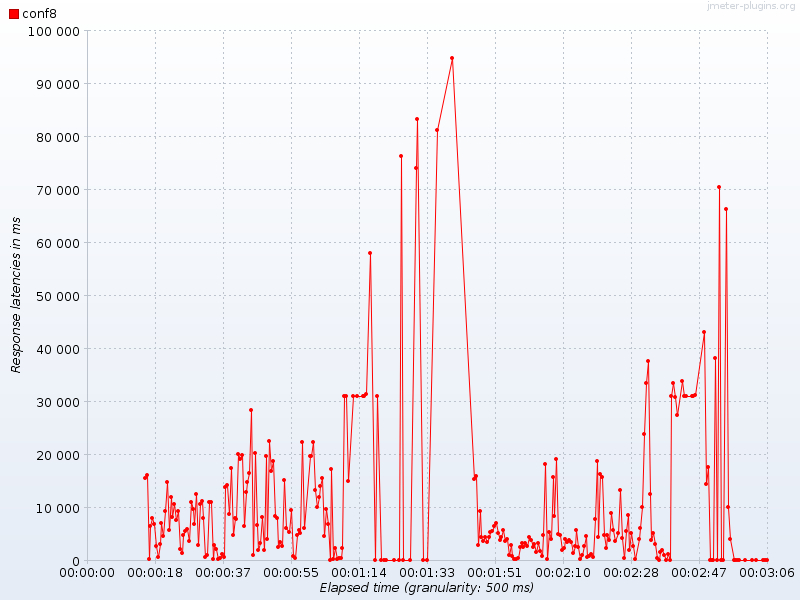 conf8
jmeter-plugins.org
100 000
90 000
80 000
70 000
60 000
50 000
40 000
30 000
20 000
10 000
0
Response latencies in ms
00:00:00 00:00:18 00:00:37 00:00:55 00:01:14 00:01:33 00:01:51 00:02:10 00:02:28 00:02:47 00:03:06
Elapsed time (granularity: 500 ms)